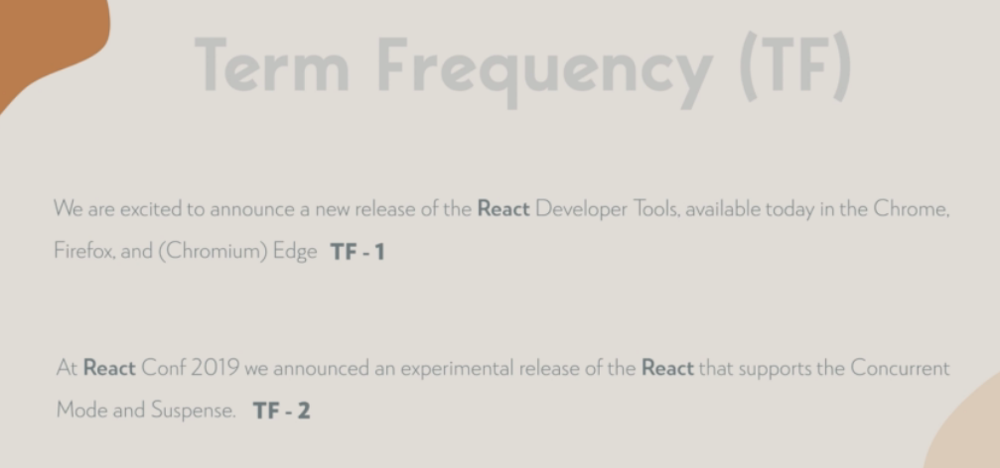 Term Frequency (TF)
We are excited to announce a new release of the React Developer Tools, available today in the Chrome,
Firefox, and (Chromium) Edge TF - 1
At React Conf 2019 we announced an experimental release of the React that supports the Concurrent
Mode and Suspense. TF - 2